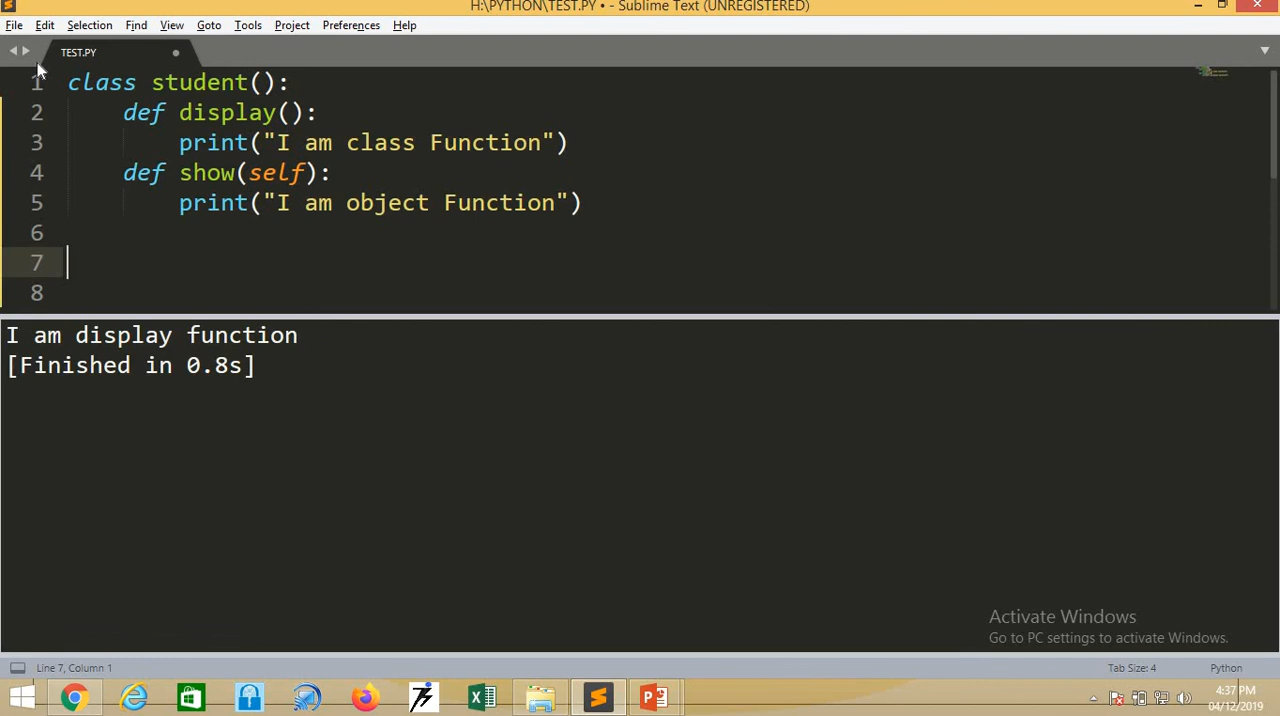 H:\PYTHON\TEST.PY • - Sublime Text (UNREGISTERED)
File Edit Selection View Find Goto Tools Project Preferences Help
TEST.PY
1 class student():
2 def display():
3 print("I am class Function")
4 def show(self):
5 print("I am object Function")
6
7
8
I am display function
[Finished in 0.8s]
Activate Windows
Go to PC settings to activate Windows.
Line 7, Column 1 Tab Size: 4 Python
4:37 PM
04/12/2019